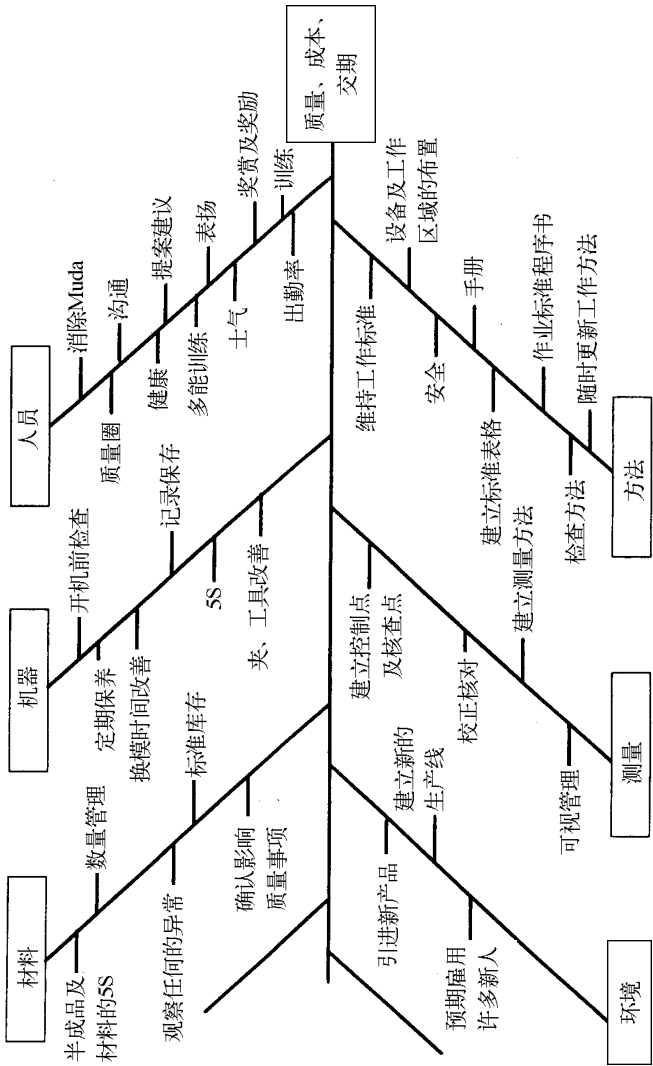 材料
半成品及
材料的5S
数量管理
观察任何的异常
标准库存
确认影响
质量事项
机器
开机前检查
定期保养
换模时间改善
记录保存
5S
夹、工具改善
人员
消除Muda
质量圈
沟通
健康
提案建议
多能训练
表扬
士气
奖赏及奖励
训练
出勤率
质量、成本、
交期
环境
引进新产品
建立新的
生产线
预期雇用
许多新人
测量
建立控制点
及核查点
校正核对
建立测量方法
可视管理
方法
维持工作标准
设备及工作
区域的布置
安全
手册
建立标准表格
作业标准程序书
检查方法
随时更新工作方法